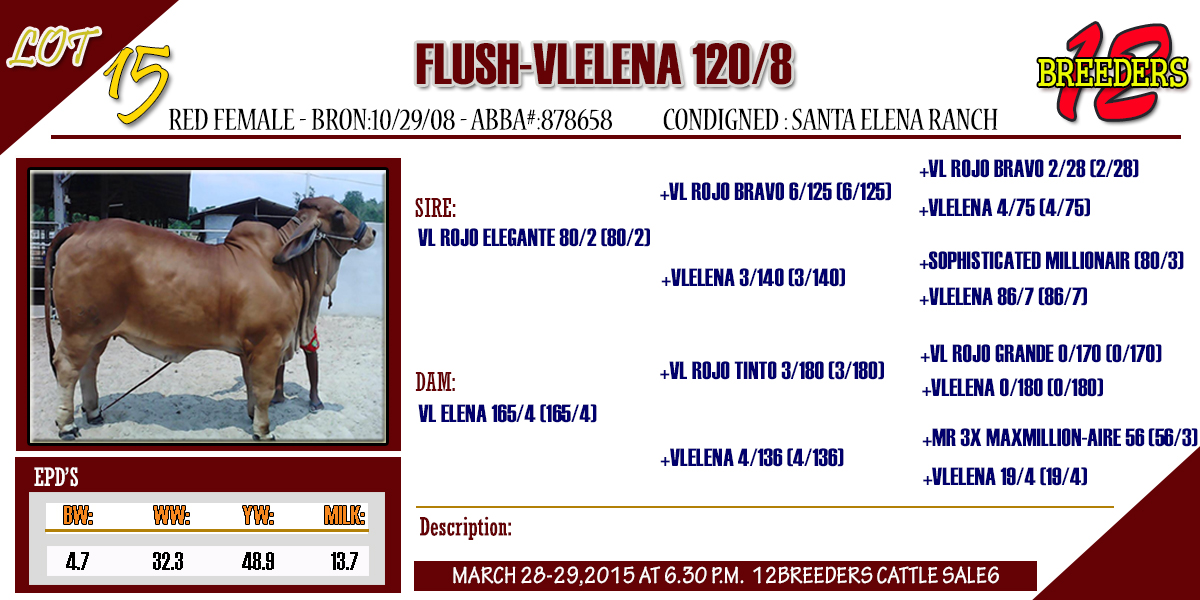 LOT 15
FLUSH-VLELENA 120/8
12
BREEDERS
RED FEMALE - BRON:10/29/08 - ABBA#:878658 CONDIGNED : SANTA ELENA RANCH
SIRE:
VL ROJO ELEGANTE 80/2 (80/2)
+VL ROJO BRAVO 6/125 (6/125)
+VLELENA 3/140 (3/140)
+VL ROJO BRAVO 2/28 (2/28)
+VLELENA 4/75 (4/75)
+SOPHISTICATED MILLIONAIR (80/3)
+VLELENA 86/7 (86/7)
DAM:
VL ELENA 165/4 (165/4)
+VL ROJO TINTO 3/180 (3/180)
+VLELENA 4/136 (4/136)
+VL ROJO GRANDE 0/170 (0/170)
+VLELENA 0/180 (0/180)
+MR 3X MAXMILLION-AIRE 56 (56/3)
+VLELENA 19/4 (19/4)
EPD'S
BW: WW: YW: MILK:
4.7 32.3 48.9 13.7
Description:
MARCH 28-29,2015 AT 6.30 P.M. 12BREEDERS CATTLE SALE6